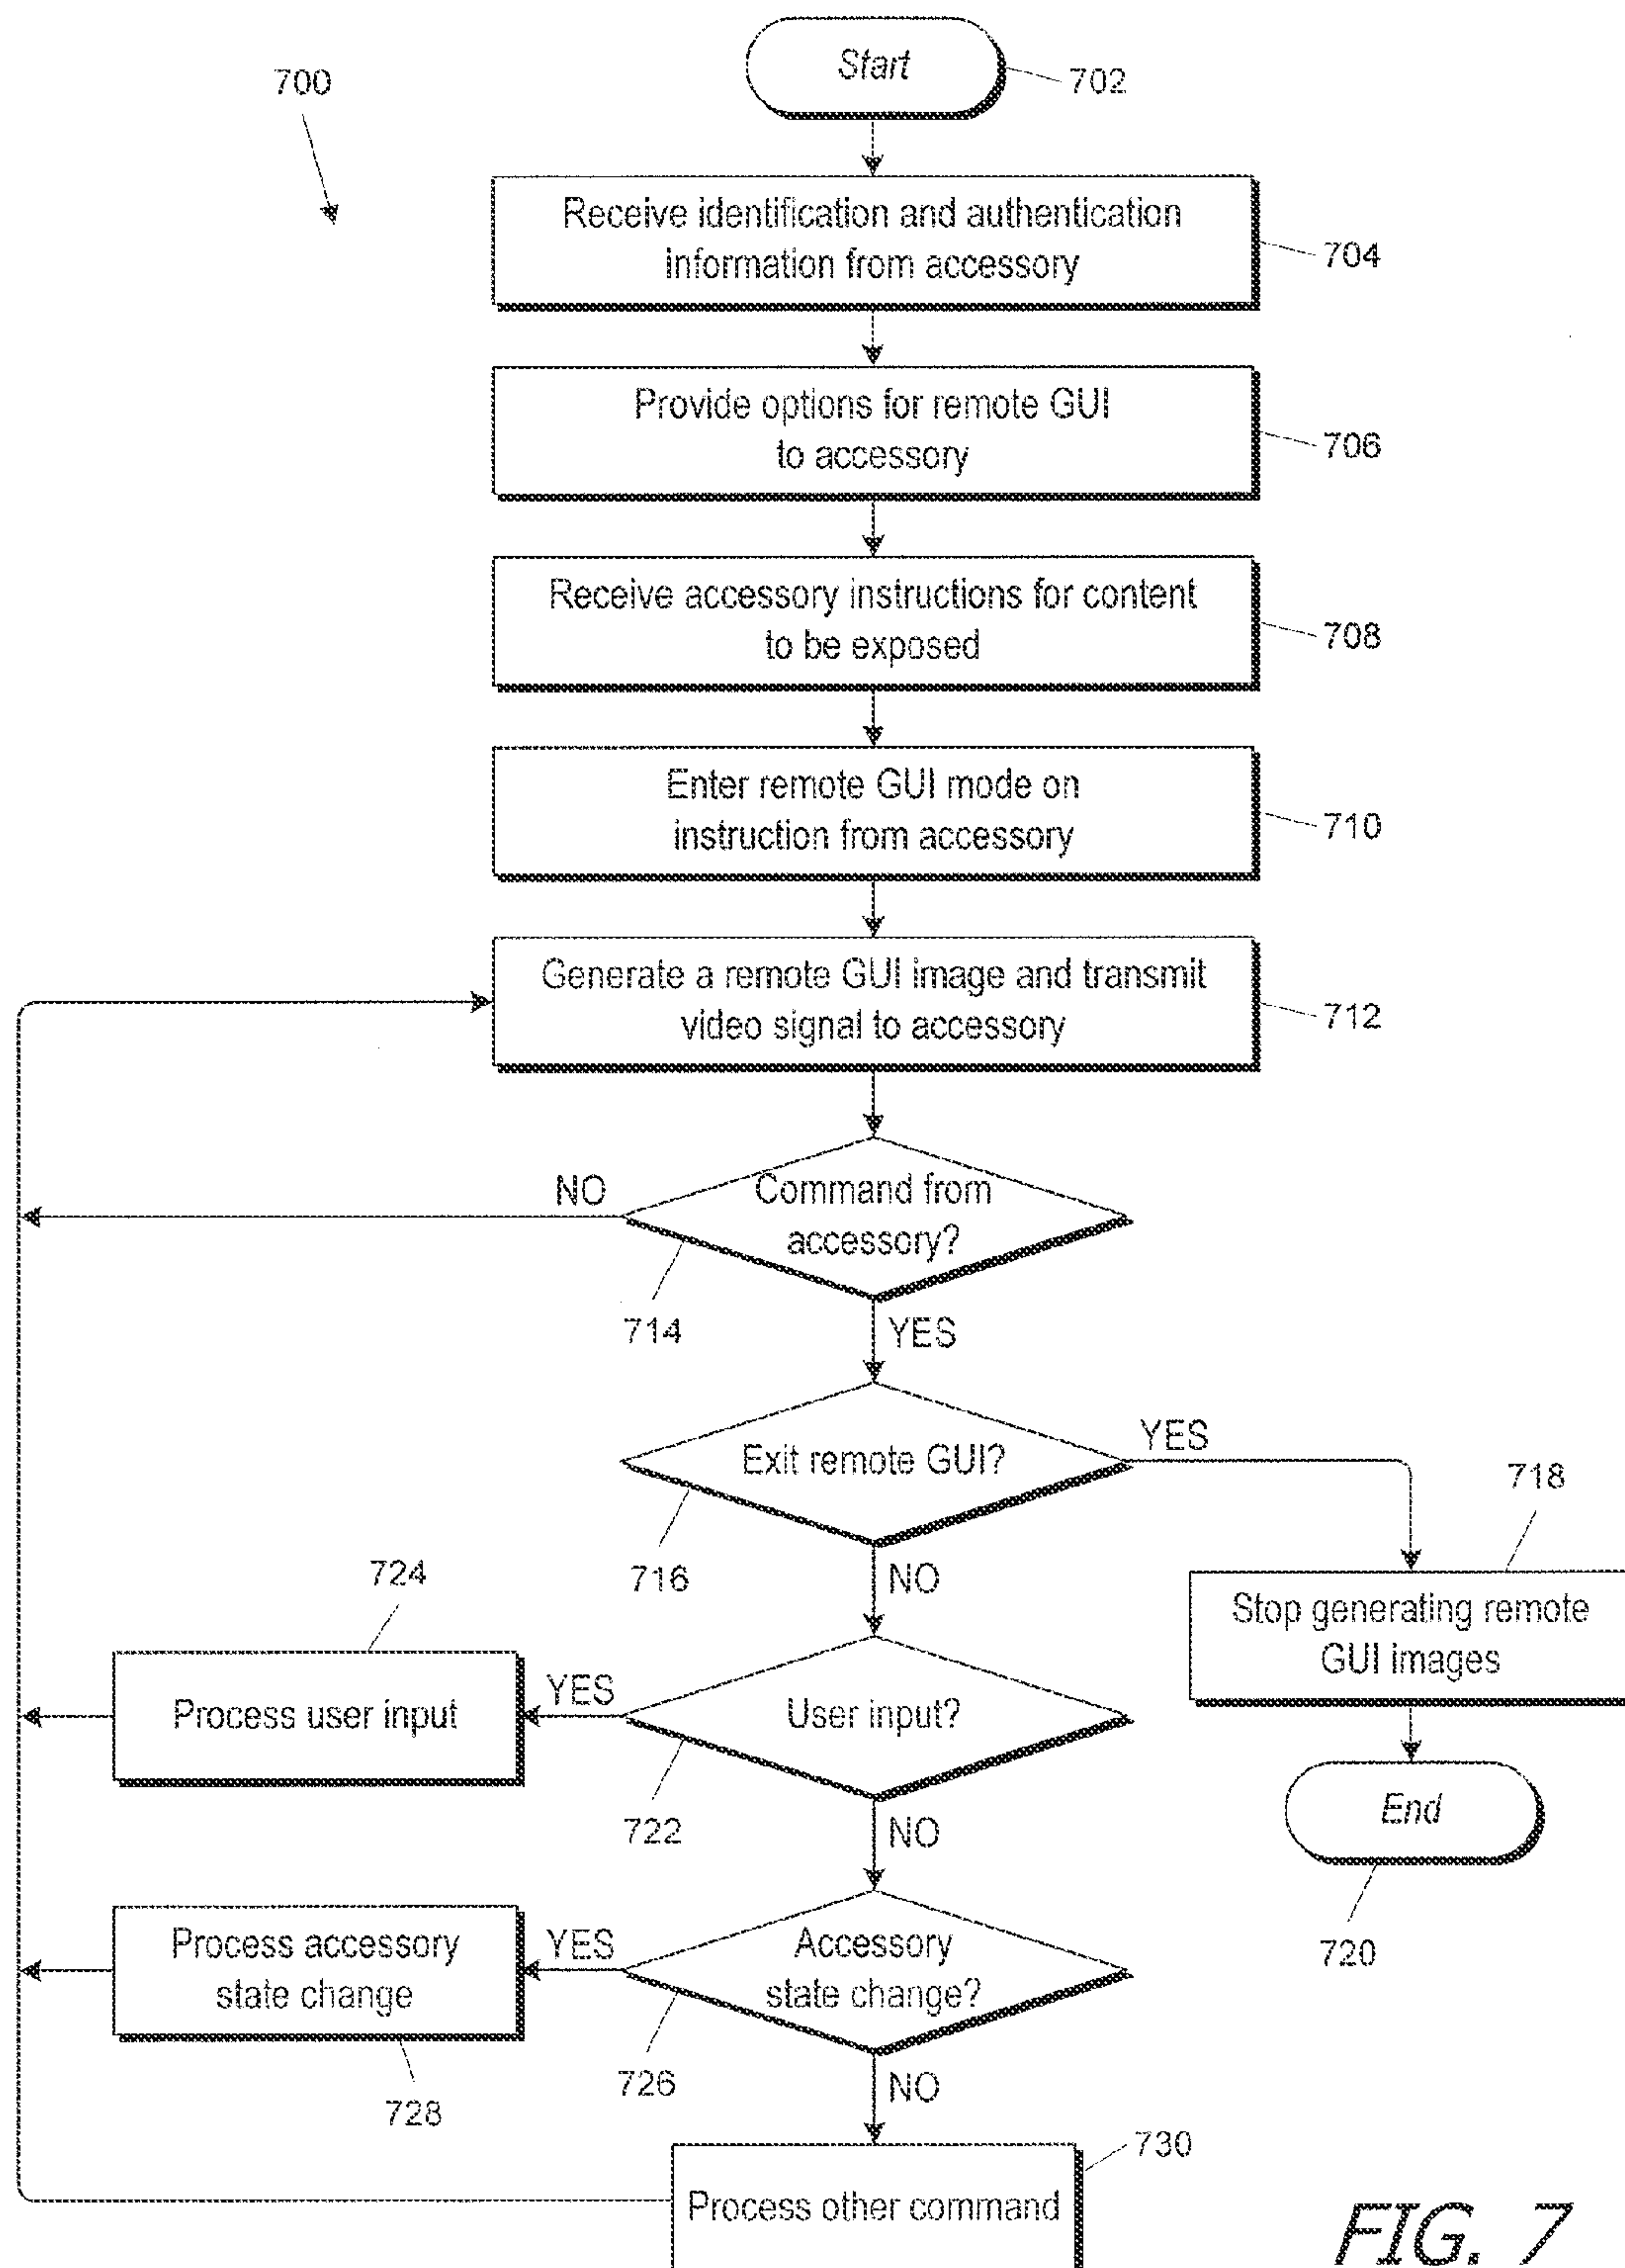 Start
702
700
Receive identification and authentication
information from accessory
704
Provide options for remote GUI
to accessory
706
Receive accessory instructions for content
to be exposed
708
Enter remote GUI mode on
instruction from accessory
710
Generate a remote GUI image and transmit
video signal to accessory
712
NO
Command from
accessory?
714
YES
Exit remote GUI?
YES
716
NO
718
Stop generating remote
GUI images
724
Process user input
YES
User input?
722
NO
End
720
Process accessory
state change
YES
Accessory
state change?
726
728
NO
730
Process other command
FIG. 7